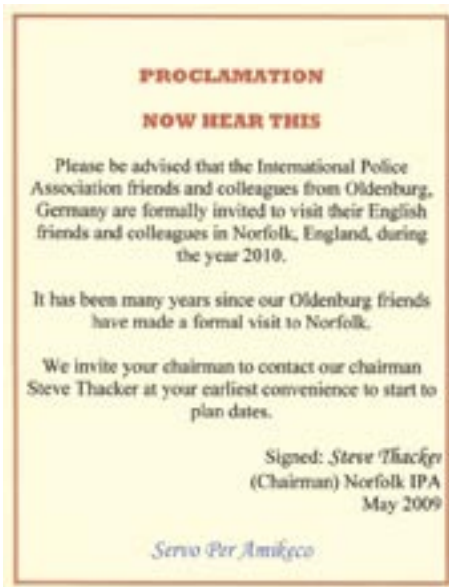 PROCLAMATION
NOW HEAR THIS
Please be advised that the International Police
Association friends and colleagues from Oldenburg,
Germany are formally invited to visit their English
friends and colleagues in Norfolk, England, during
the year 2010.
It has been many years since our Oldenburg friends
have made a formal visit to Norfolk.
We invite your chairman to contact our chairman
Steve Thacker at your earliest convenience to start to
plan dates.
Signed: Steve Thacker
(Chairman) Norfolk IPA
May 2009
Servo Per Amikeco